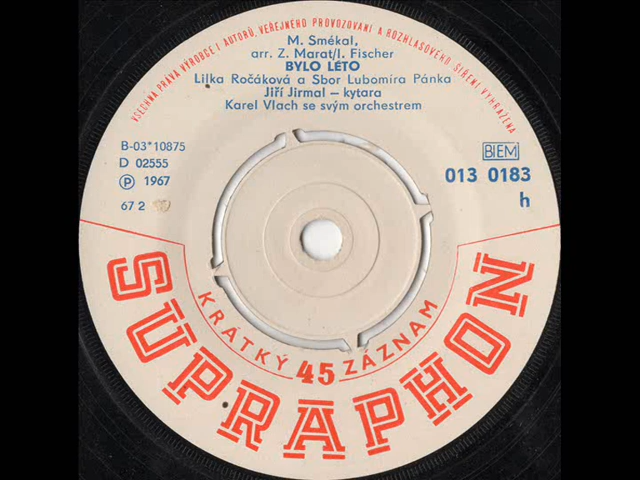 VŠECHNA PRÁVA VÝROBCE I AUTORŮ, VEŘEJNÉHO PROVOZOVÁNÍ A ROZHLASOVÉHO ŠÍŘENÍ VYHRAŽENA
M. Smékal,
arr. Z. Marat/I. Fischer
BYLO LÉTO
Lilka Ročáková a Sbor Lubomíra Pánka
Jiří Jirmal – kytara
Karel Vlach se svým orchestrem
B-03*10875
D 02555
Ⓟ 1967
67 2
BIEM
013 0183
h
KRÁTKÝ 45 ZÁZNAM
SUPRAPHON